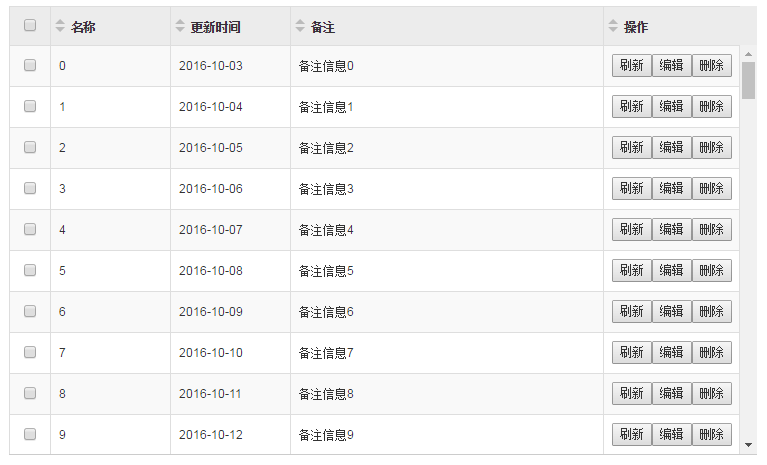 名称 更新时间 备注 操作
0 2016-10-03 备注信息0 刷新 编辑 删除
1 2016-10-04 备注信息1 刷新 编辑 删除
2 2016-10-05 备注信息2 刷新 编辑 删除
3 2016-10-06 备注信息3 刷新 编辑 删除
4 2016-10-07 备注信息4 刷新 编辑 删除
5 2016-10-08 备注信息5 刷新 编辑 删除
6 2016-10-09 备注信息6 刷新 编辑 删除
7 2016-10-10 备注信息7 刷新 编辑 删除
8 2016-10-11 备注信息8 刷新 编辑 删除
9 2016-10-12 备注信息9 刷新 编辑 删除